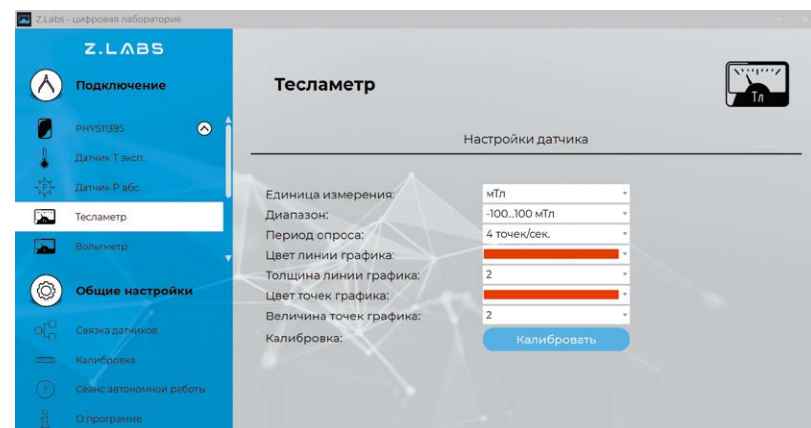 Z.Labs - цифровая лаборатория
Z.LABS
Подключение
PHYS11395
Датчик Т эксп.
Датчик Р абс.
Тесламетр
Вольтметр
Общие настройки
Связка датчиков
Калибровка
Сеанс автономной работы
О программе
Тесламетр
Тл
Настройки датчика
Единица измерения: мТл
Диапазон: -100...100 мТл
Период опроса: 4 точек/сек.
Цвет линии графика:
Толщина линии графика: 2
Цвет точек графика:
Величина точек графика: 2
Калибровка: Калибровать